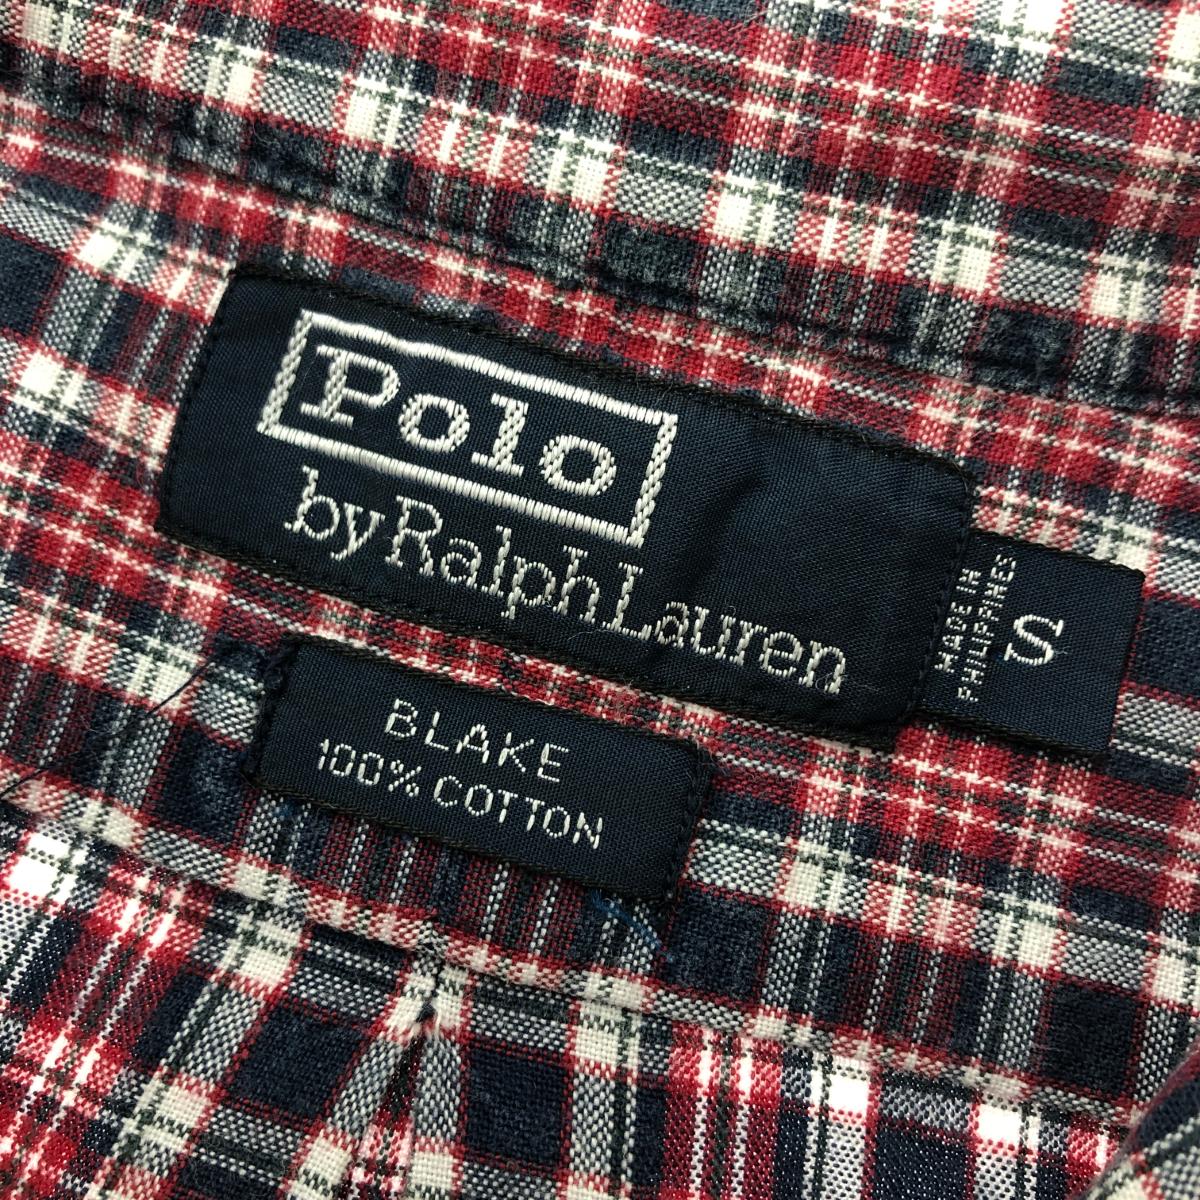 Polo
by Ralph Lauren
MADE IN
PHILIPPINES
S
BLAKE
100% COTTON